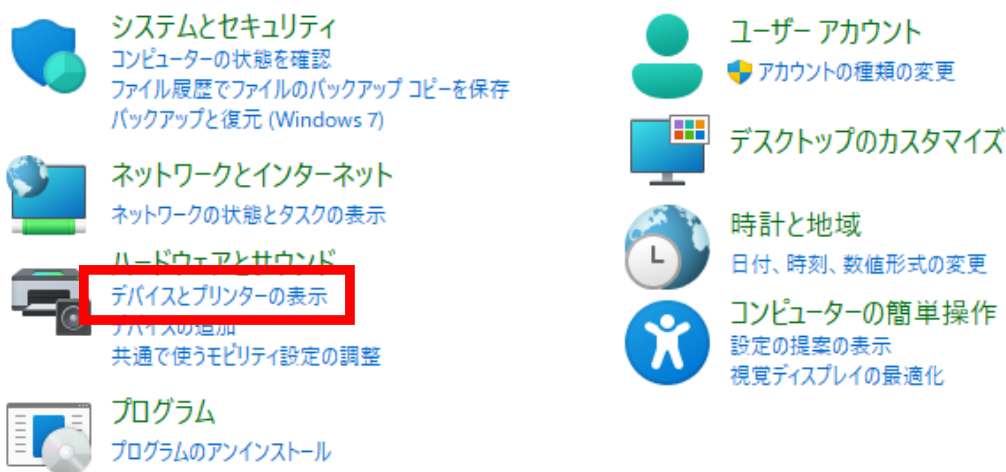 システムとセキュリティ
コンピューターの状態を確認
ファイル履歴でファイルのバックアップ コピーを保存
バックアップと復元 (Windows 7)
ネットワークとインターネット
ネットワークの状態とタスクの表示
ハードウェアとサウンド
デバイスとプリンターの表示
デバイスの追加
共通で使うモビリティ設定の調整
プログラム
プログラムのアンインストール
ユーザー アカウント
アカウントの種類の変更
デスクトップのカスタマイズ
時計と地域
日付、時刻、数値形式の変更
コンピューターの簡単操作
設定の提案の表示
視覚ディスプレイの最適化